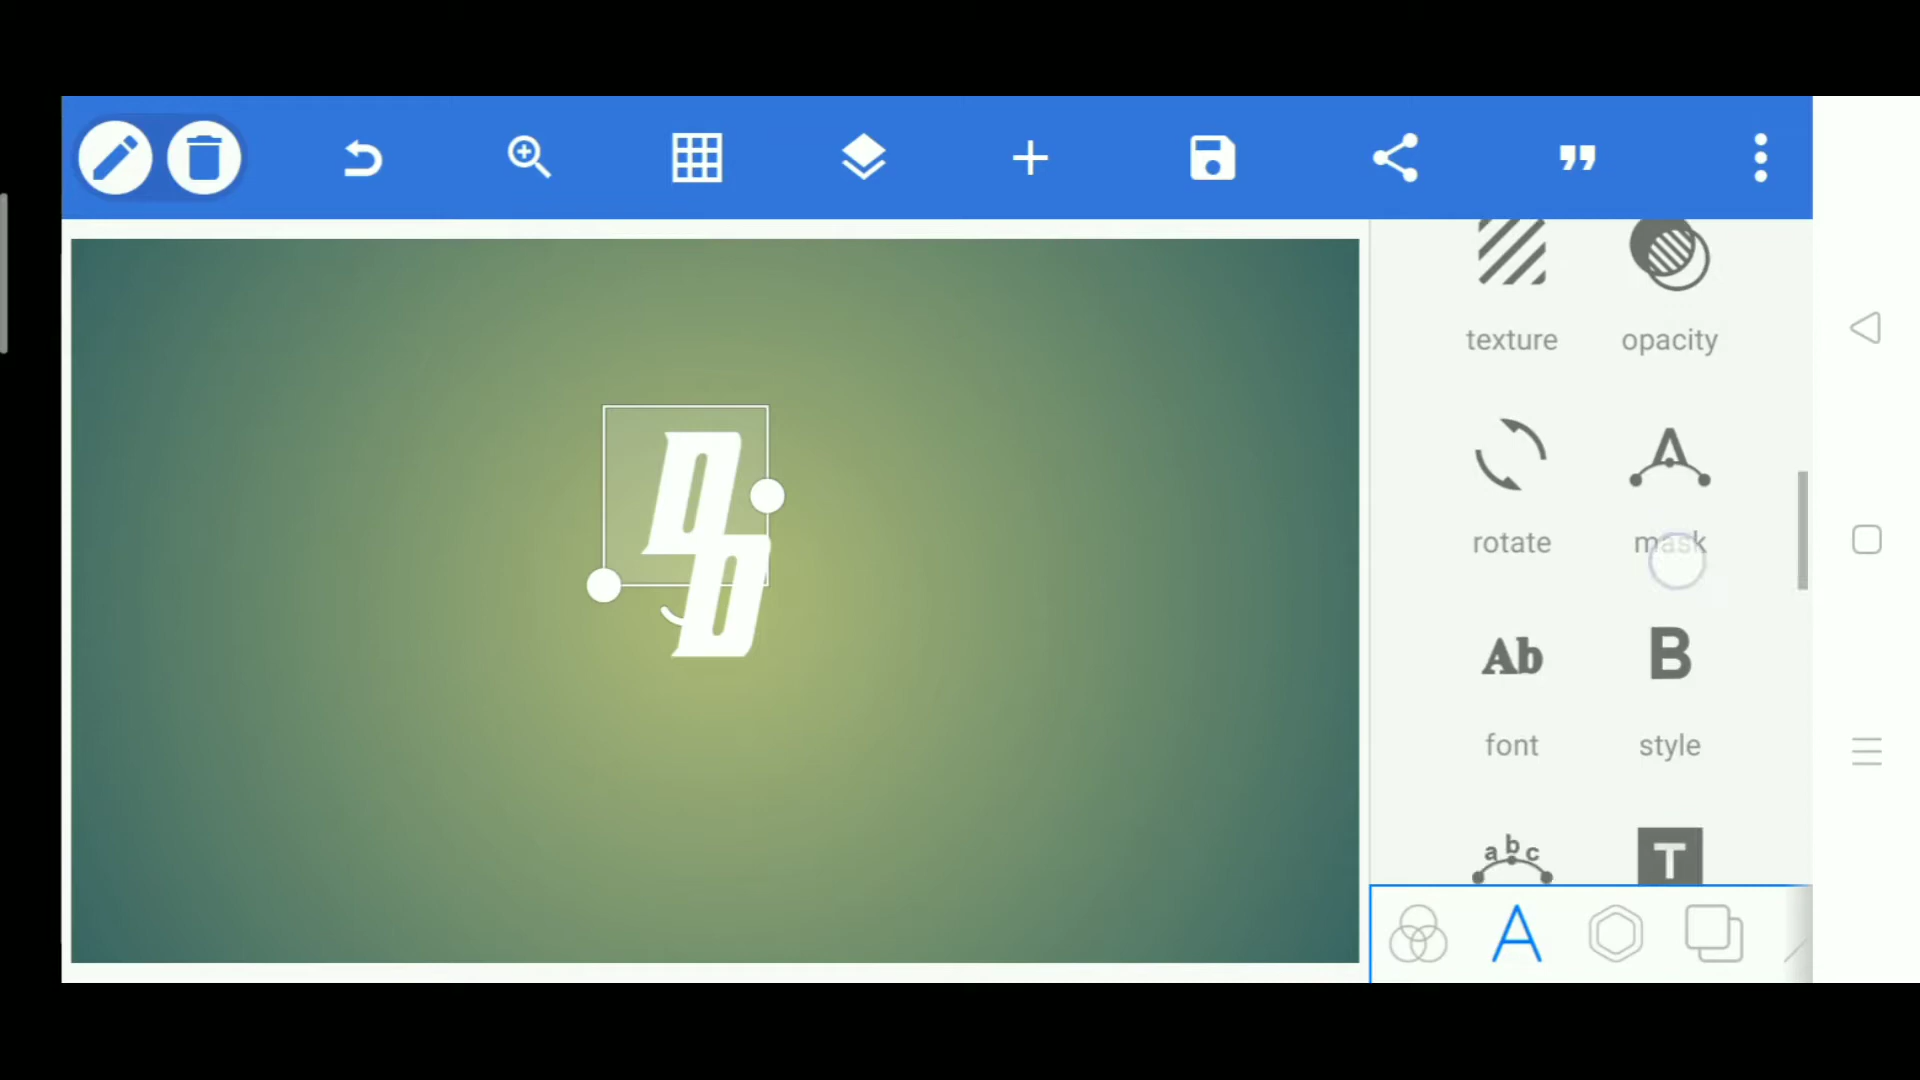 texture opacity
D
D
rotate mask
A
Ab B
font style
abc T
A